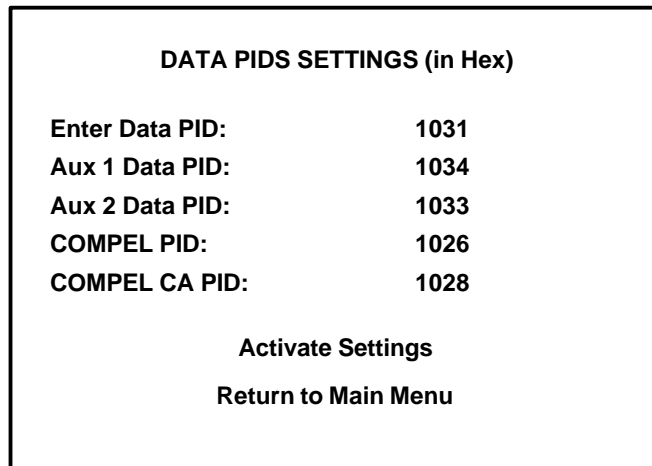 DATA PIDS SETTINGS (in Hex)
Enter Data PID: 1031
Aux 1 Data PID: 1034
Aux 2 Data PID: 1033
COMPEL PID: 1026
COMPEL CA PID: 1028
Activate Settings
Return to Main Menu